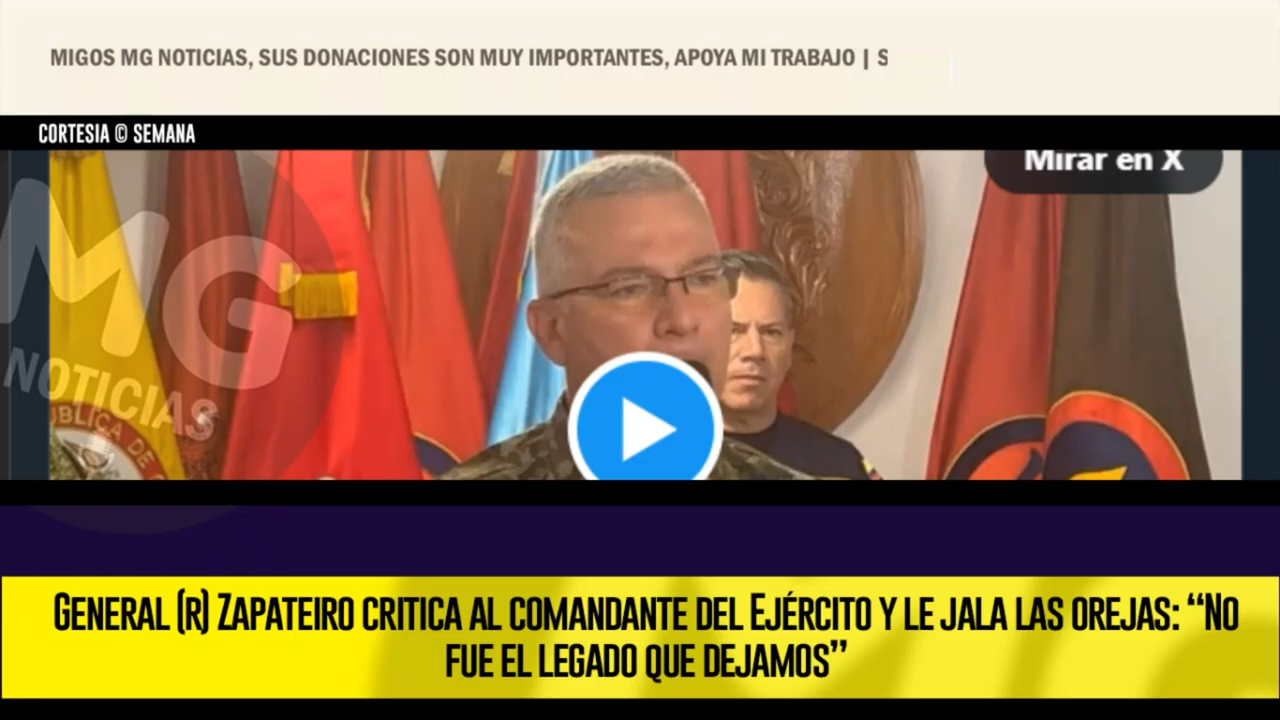 MIGOS MG NOTICIAS, SUS DONACIONES SON MUY IMPORTANTES, APOYA MI TRABAJO | S
CORTESIA © SEMANA
Mirar en X
MG
NOTICIAS
GENERAL (R) ZAPATEIRO CRITICA AL COMANDANTE DEL EJÉRCITO Y LE JALA LAS OREJAS: “NO
FUE EL LEGADO QUE DEJAMOS”